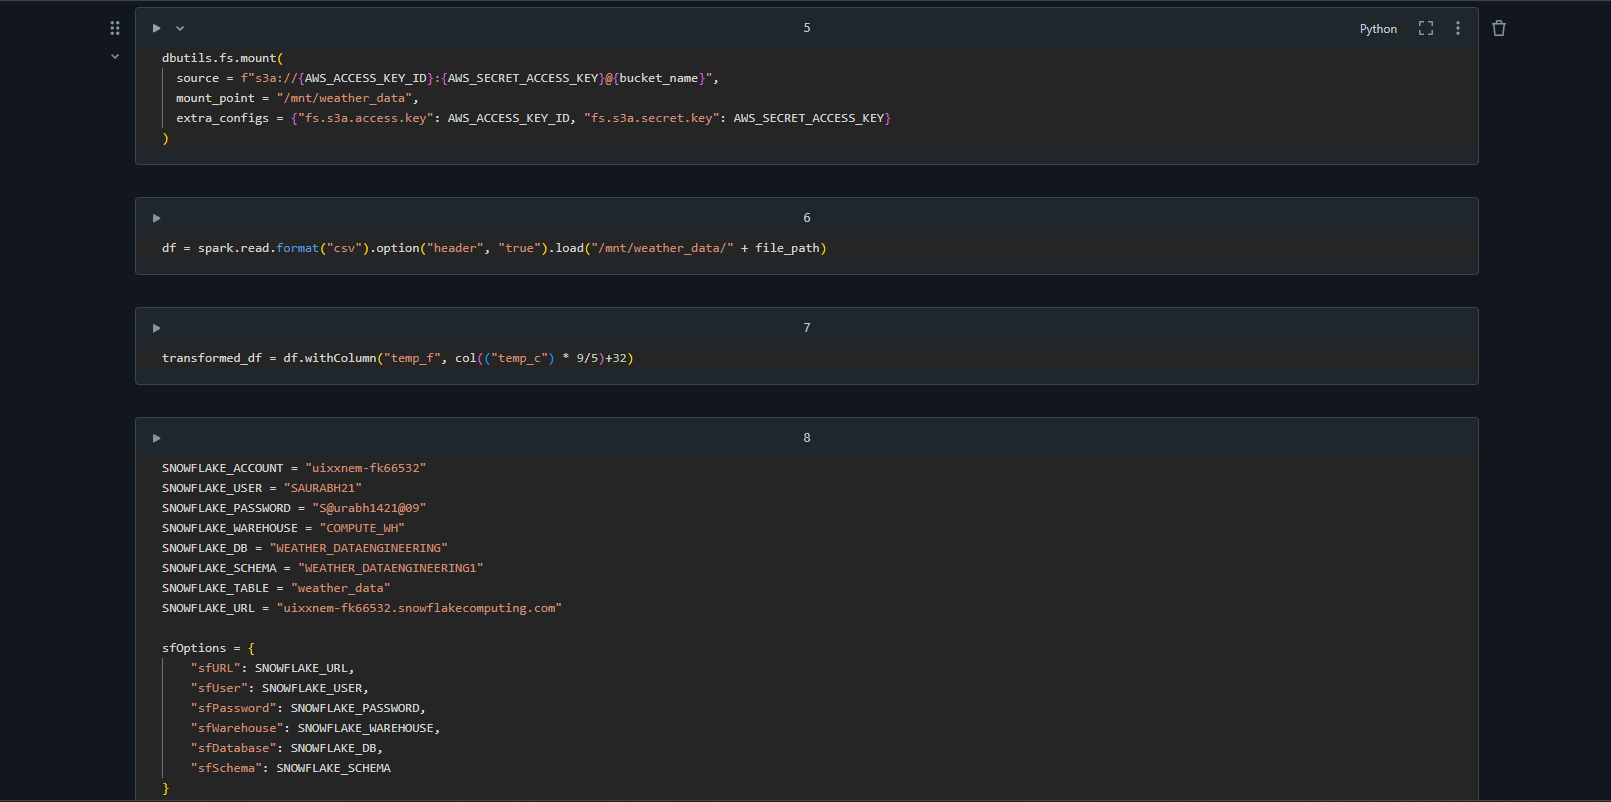 5
Python
dbutils.fs.mount(
source = f"s3a://{AWS_ACCESS_KEY_ID}:{AWS_SECRET_ACCESS_KEY}@{bucket_name}",
mount_point = "/mnt/weather_data",
extra_configs = {"fs.s3a.access.key": AWS_ACCESS_KEY_ID, "fs.s3a.secret.key": AWS_SECRET_ACCESS_KEY}
)
6
df = spark.read.format("csv").option("header", "true").load("/mnt/weather_data/" + file_path)
7
transformed_df = df.withColumn("temp_f", col(("temp_c") * 9/5)+32)
8
SNOWFLAKE_ACCOUNT = "uixxnem-fk66532"
SNOWFLAKE_USER = "SAURABH21"
SNOWFLAKE_PASSWORD = "S@urabh1421@09"
SNOWFLAKE_WAREHOUSE = "COMPUTE_WH"
SNOWFLAKE_DB = "WEATHER_DATAENGINEERING"
SNOWFLAKE_SCHEMA = "WEATHER_DATAENGINEERING1"
SNOWFLAKE_TABLE = "weather_data"
SNOWFLAKE_URL = "uixxnem-fk66532.snowflakecomputing.com"
sfOptions = {
"sfURL": SNOWFLAKE_URL,
"sfUser": SNOWFLAKE_USER,
"sfPassword": SNOWFLAKE_PASSWORD,
"sfWarehouse": SNOWFLAKE_WAREHOUSE,
"sfDatabase": SNOWFLAKE_DB,
"sfSchema": SNOWFLAKE_SCHEMA
}